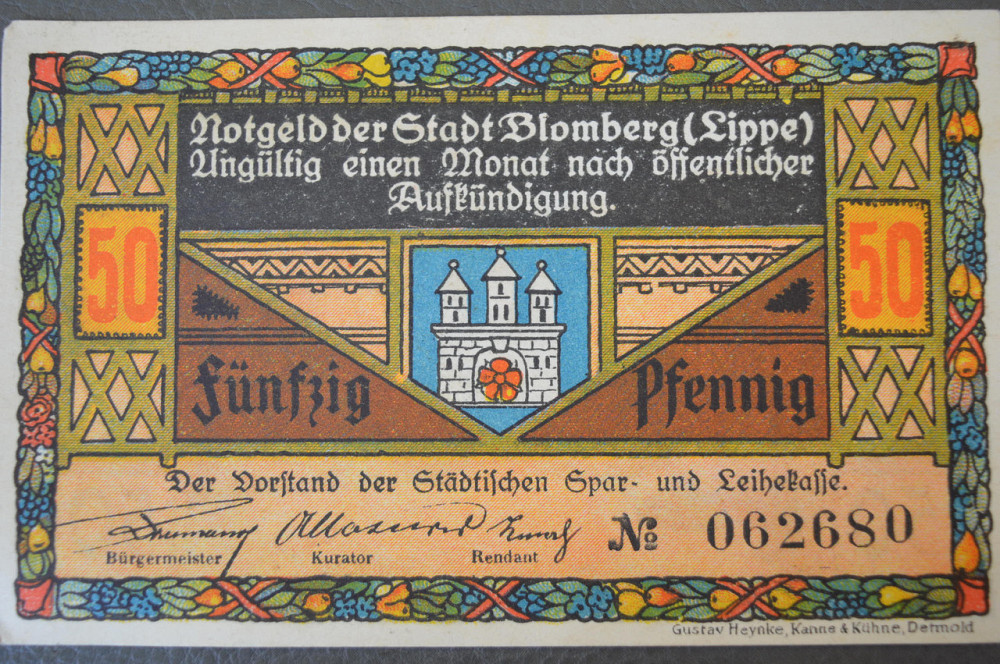 Notgeld der Stadt Blomberg (Lippe)
Ungültig einen Monat nach öffentlicher
Aufkündigung.
50 50
Fünfzig Pfennig
Der Vorstand der Städtischen Spar- und Leihekasse.
Bürgermeister Kurator Rendant № 062680
Gustav Heynke, Kanne & Kühne, Detmold